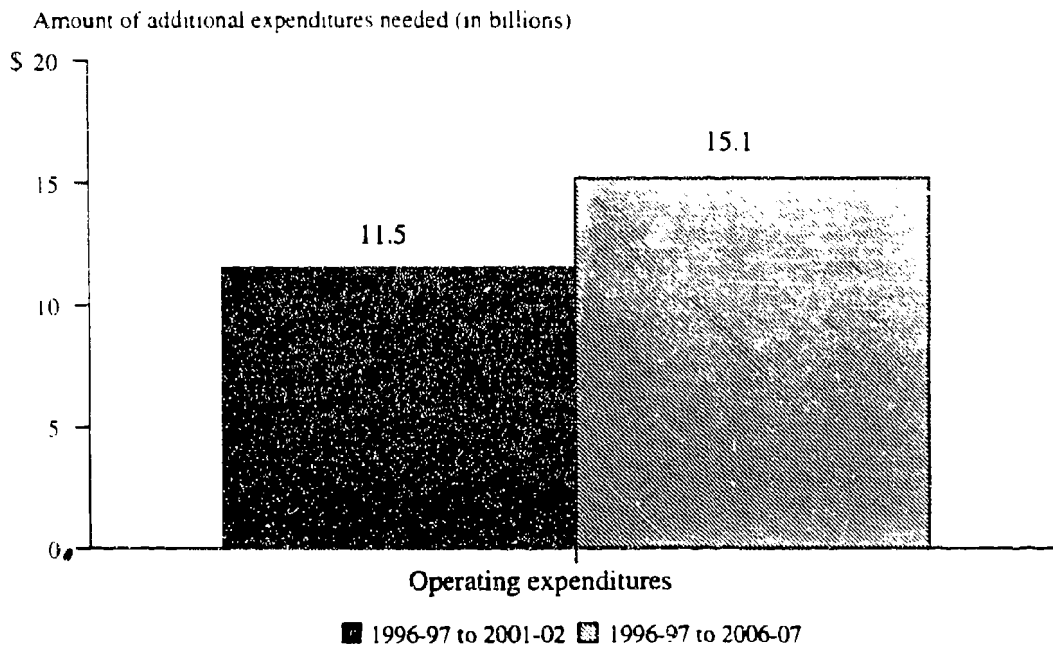 Amount of additional expenditures needed (in billions)
$ 20
15.1
15
11.5
10
5
0
Operating expenditures
1996-97 to 2001-02 1996-97 to 2006-07